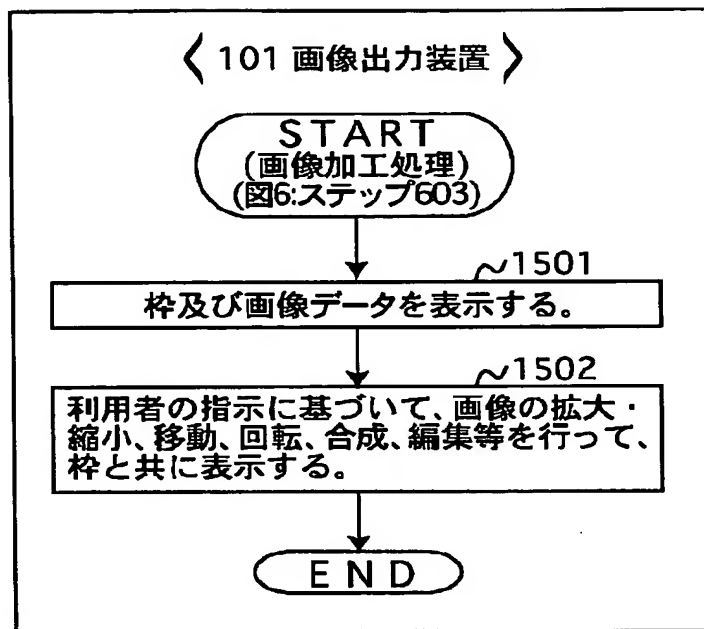 〈101 画像出力装置〉
START
(画像加工処理)
(図6:ステップ603)
1501
枠及び画像データを表示する。
1502
利用者の指示に基づいて、画像の拡大・
縮小、移動、回転、合成、編集等を行って、
枠と共に表示する。
END